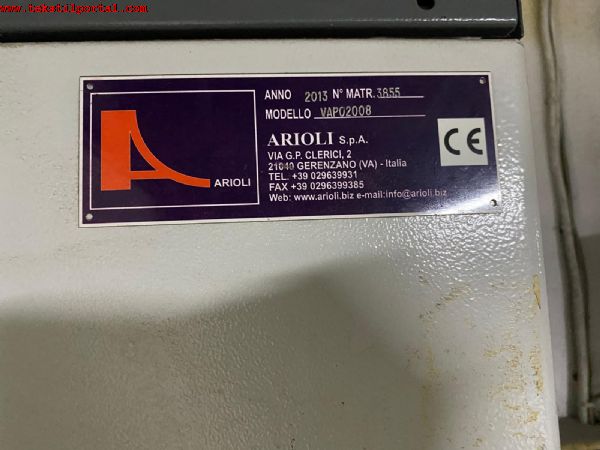 www.tekstilportal.com
ANNO 2013 N° MATR. 3855
MODELLO VAPO2008
ARIOLI S.p.A.
VIA G.P. CLERICI, 2
21040 GERENZANO (VA) - Italia
TEL. +39 029639931
FAX +39 0296399385
Web: www.arioli.biz e-mail:info@arioli.biz
ARIOLI
CE